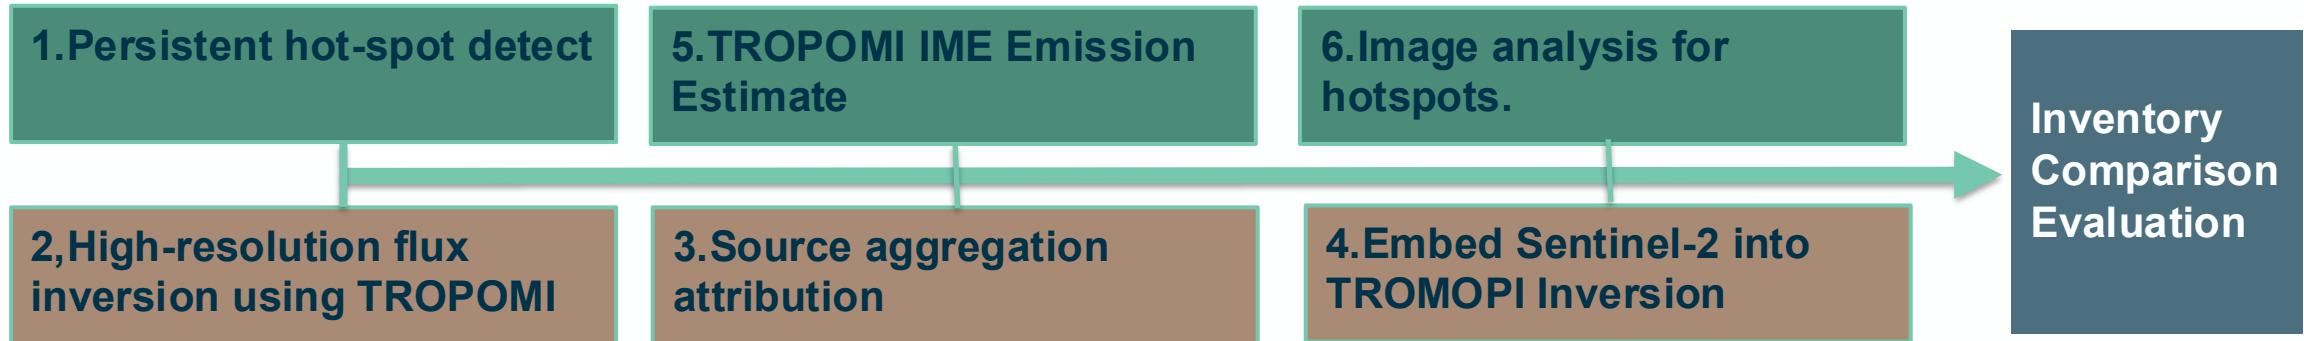 1.Persistent hot-spot detect
5.TROPOMI IME Emission
Estimate
6.Image analysis for
hotspots.
2,High-resolution flux
inversion using TROPOMI
3.Source aggregation
attribution
4.Embed Sentinel-2 into
TROMOPI Inversion
Inventory
Comparison
Evaluation